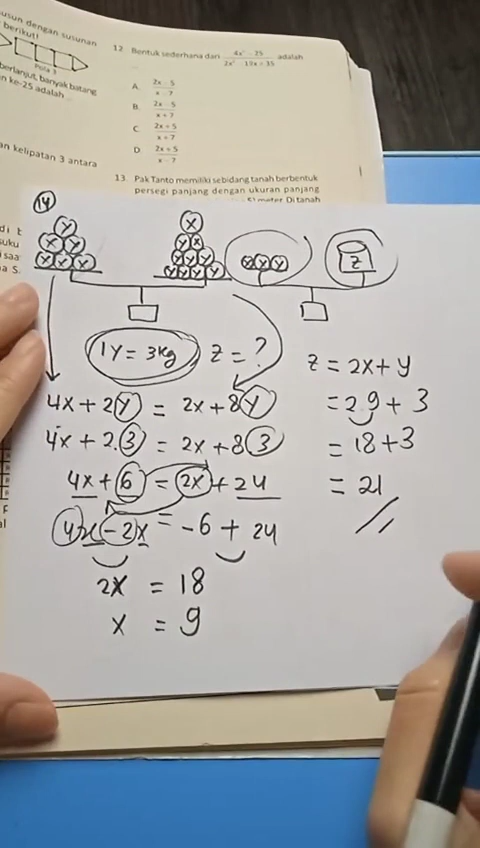 usun dengan susunan
berikut!
Pola 3
berlanjut, banyak batang
n ke-25 adalah
an kelipatan 3 antara
12. Bentuk sederhana dari (4x² - 25)/(2x² - 19x + 35) adalah
A. (2x - 5)/(x - 7)
B. (2x - 5)/(x + 7)
C. (2x + 5)/(x + 7)
D. (2x + 5)/(x - 7)
13. Pak Tanto memiliki sebidang tanah berbentuk
persegi panjang dengan ukuran panjang
meter. Di tanah
14
Z
1Y = 3kg
Z = ?
4x + 2y = 2x + 8y
4x + 2.3 = 2x + 8 3
4x + 6 = 2x + 24
4x - 2x = -6 + 24
2x = 18
x = 9
Z = 2x + y
= 2.9 + 3
= 18 + 3
= 21